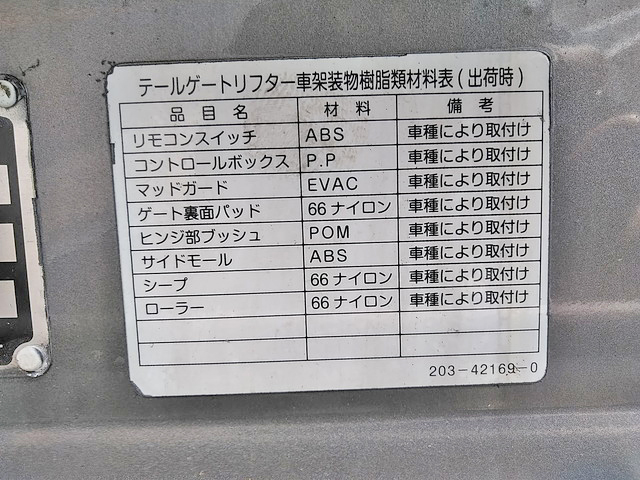 テールゲートリフター車架装物樹脂類材料表(出荷時)
品目名 材料 備考
リモコンスイッチ ABS 車種により取付け
コントロールボックス P.P 車種により取付け
マッドガード EVAC 車種により取付け
ゲート裏面パッド 66ナイロン 車種により取付け
ヒンジ部ブッシュ POM 車種により取付け
サイドモール ABS 車種により取付け
シープ 66ナイロン 車種により取付け
ローラー 66ナイロン 車種により取付け
203-42169-0